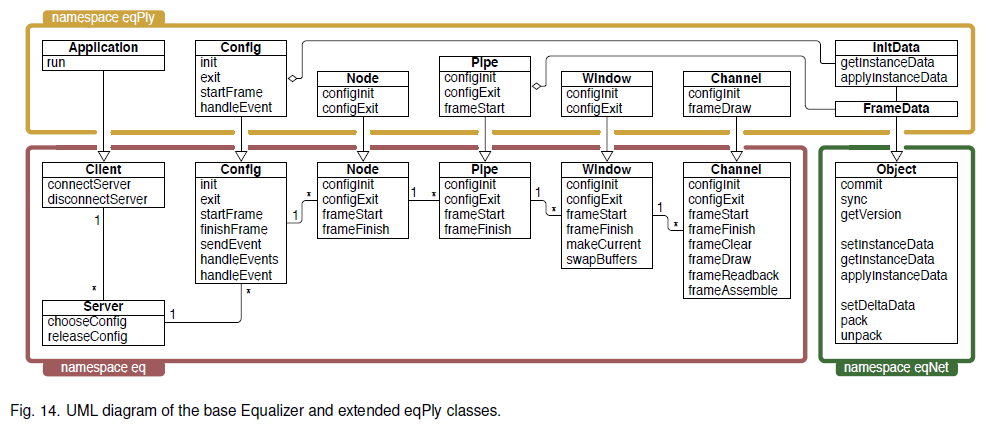 namespace eqPly
Application
run
Config
init
exit
startFrame
handleEvent
Node
configInit
configExit
Pipe
configInit
configExit
frameStart
Window
configInit
configExit
Channel
configInit
frameDraw
InitData
getInstanceData
applyInstanceData
FrameData
Client
connectServer
disconnectServer
1
*
Server
chooseConfig
releaseConfig
1
*
Config
init
exit
startFrame
finishFrame
sendEvent
handleEvents
handleEvent
1
*
Node
configInit
configExit
frameStart
frameFinish
1
*
Pipe
configInit
configExit
frameStart
frameFinish
1
*
Window
configInit
configExit
frameStart
frameFinish
makeCurrent
swapBuffers
1
*
Channel
configInit
configExit
frameStart
frameFinish
frameClear
frameDraw
frameReadback
frameAssemble
Object
commit
sync
getVersion
setInstanceData
getInstanceData
applyInstanceData
setDeltaData
pack
unpack
namespace eq
namespace eqNet
Fig. 14. UML diagram of the base Equalizer and extended eqPly classes.